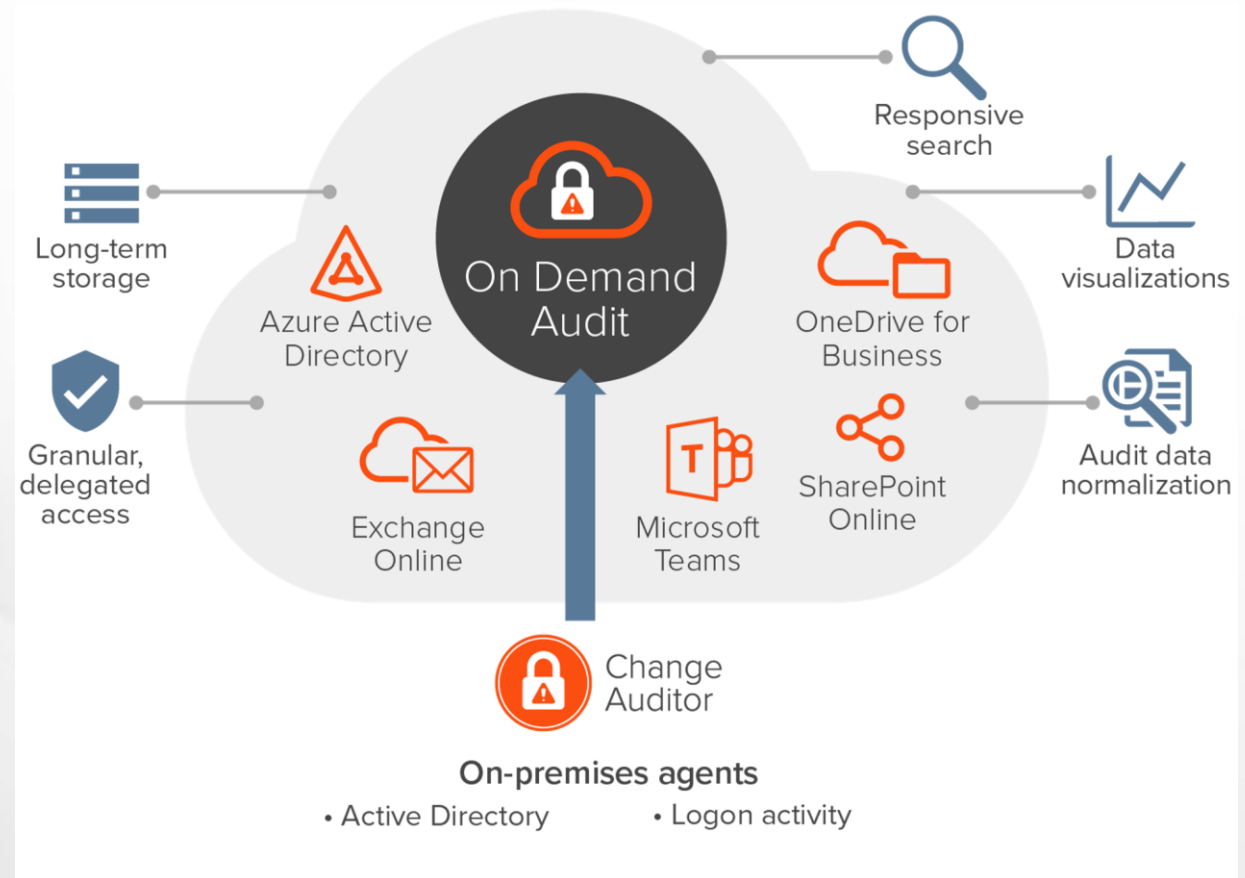 Responsive
search
Long-term
storage
On Demand
Audit
Data
visualizations
Azure Active
Directory
OneDrive for
Business
Granular,
delegated
access
Exchange
Online
T
Microsoft
Teams
SharePoint
Online
Audit data
normalization
Change
Auditor
On-premises agents
• Active Directory
• Logon activity